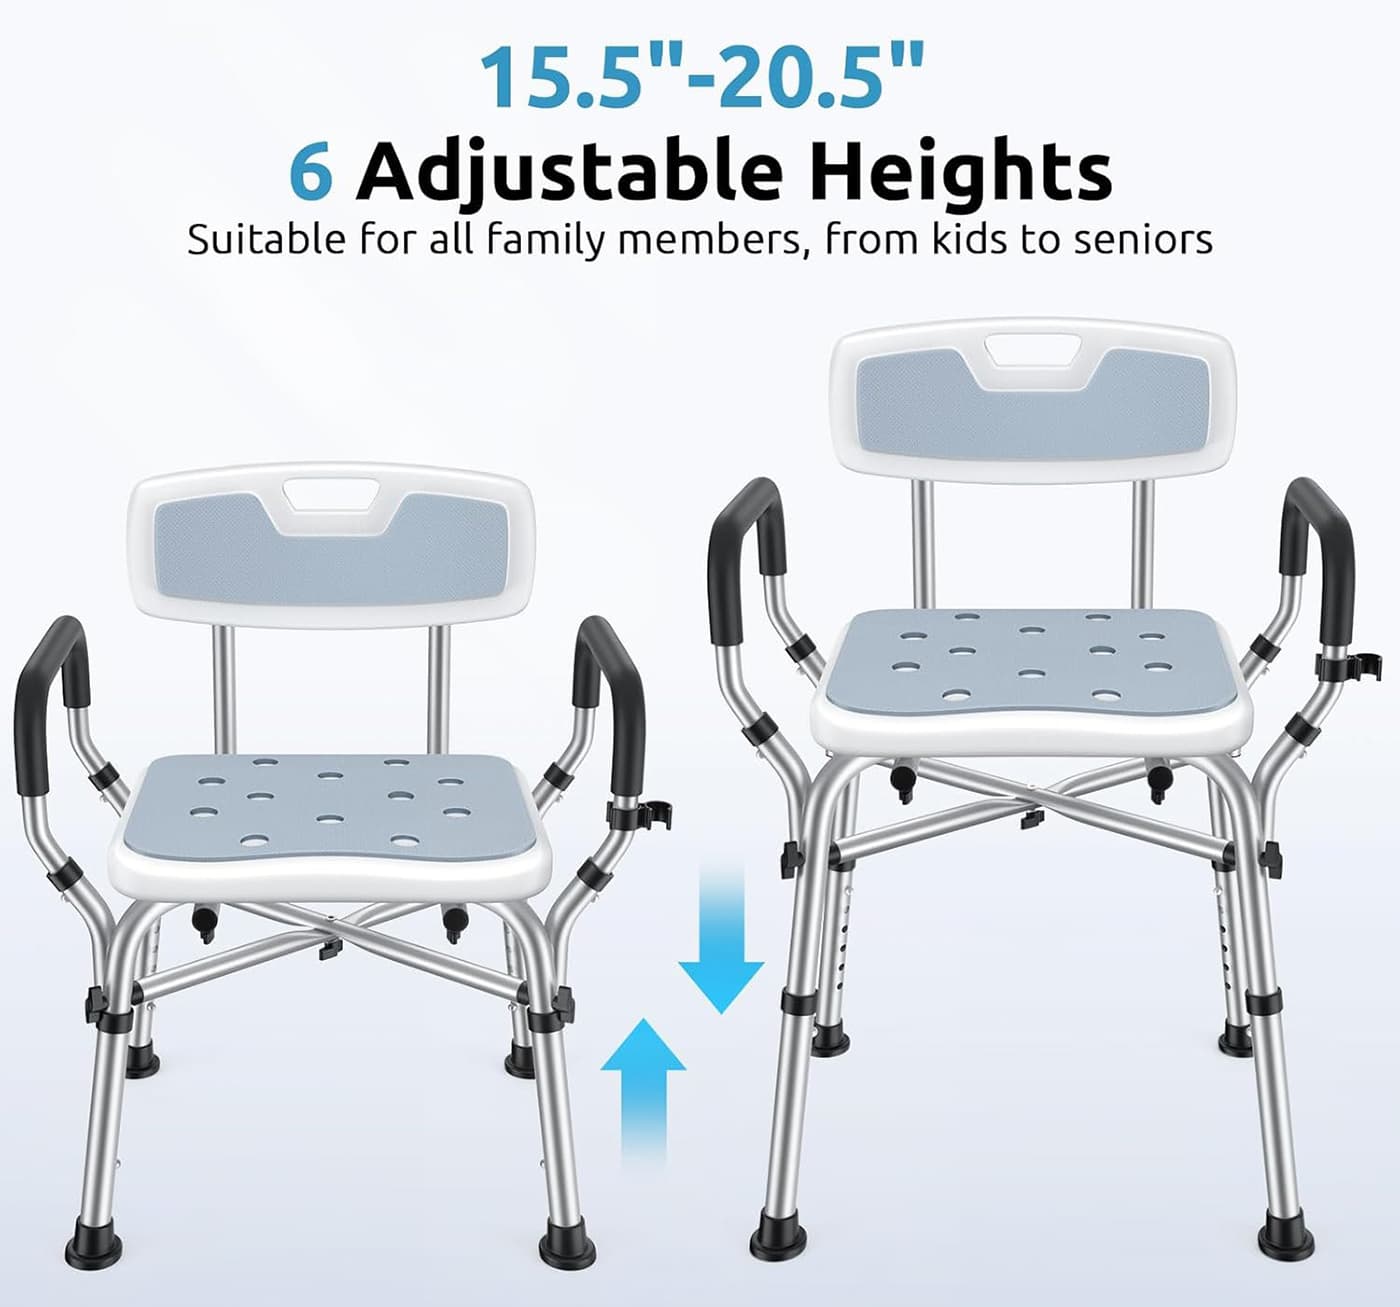 15.5"-20.5"
6 Adjustable Heights
Suitable for all family members, from kids to seniors